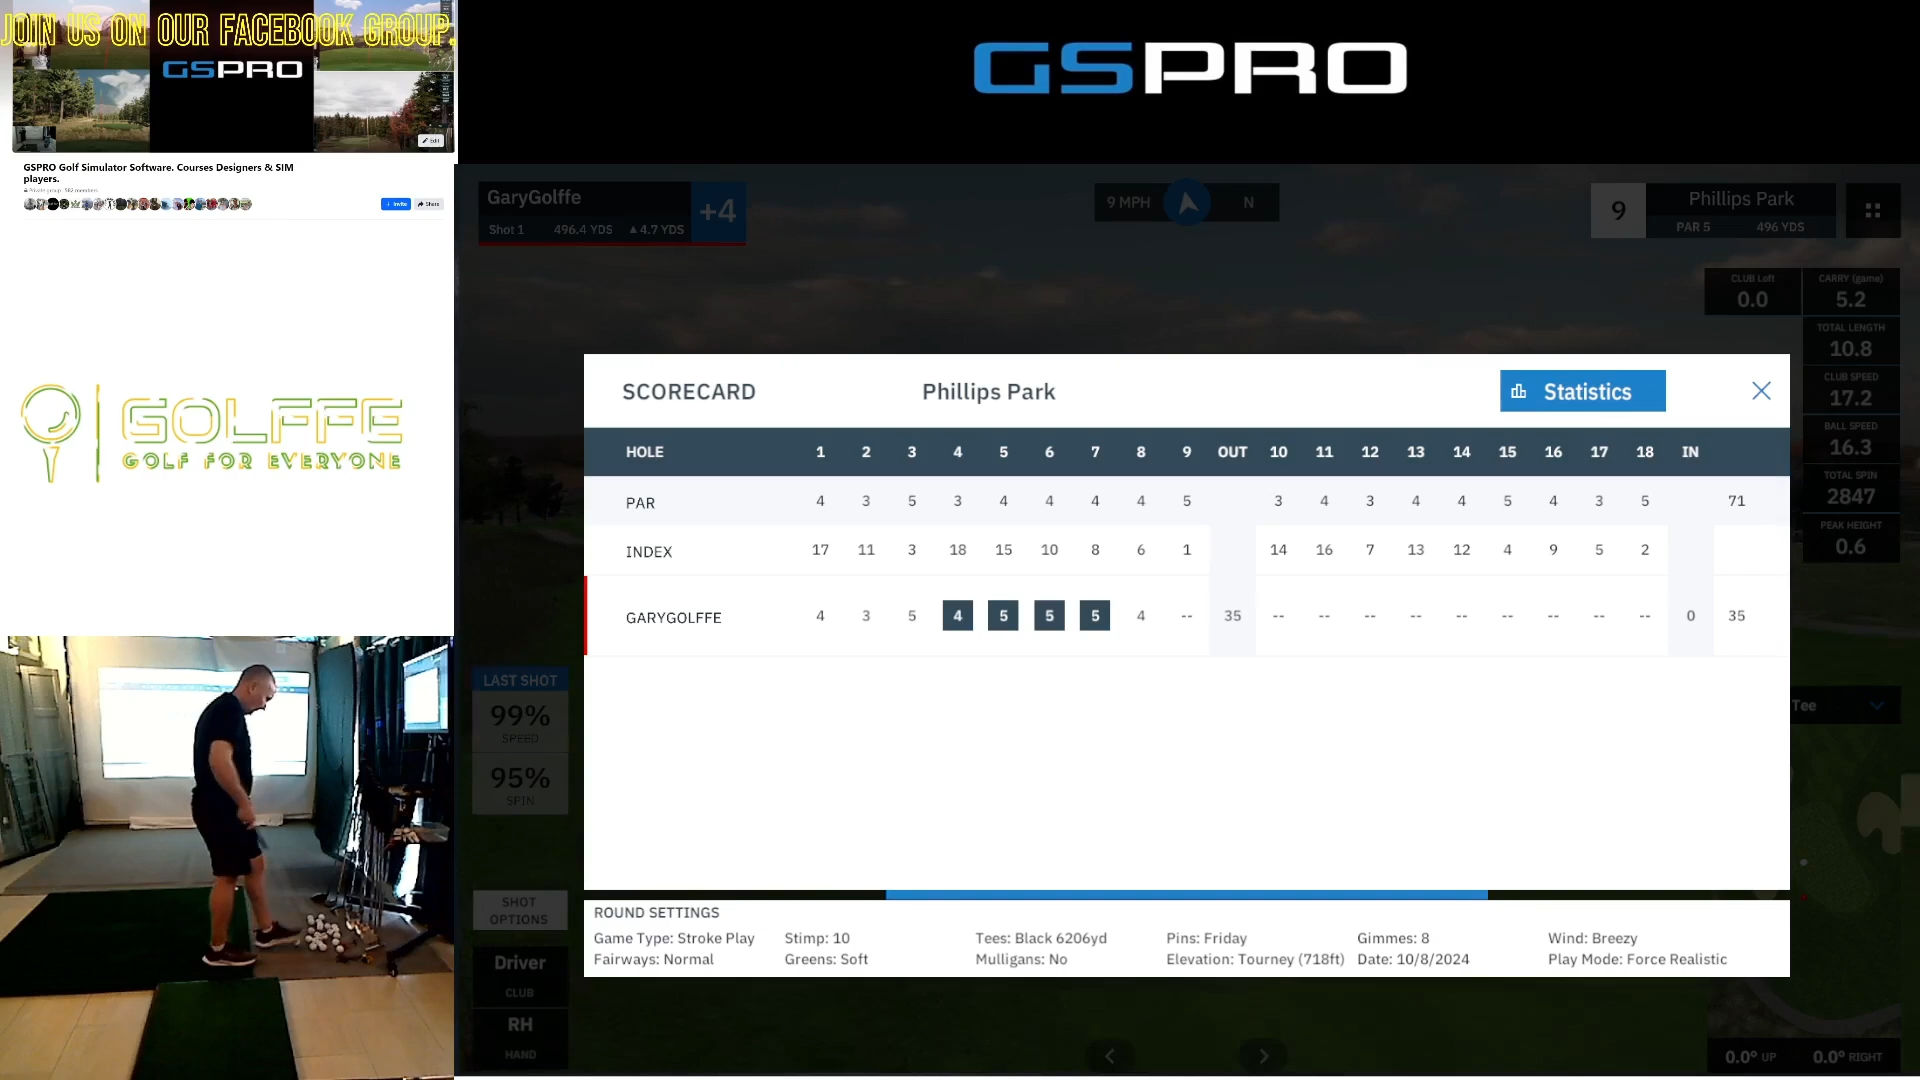 JOIN US ON OUR FACEBOOK GROUP.
GSPRO
Edit
GSPRO Golf Simulator Software. Courses Designers & SIM
players.
Private group · 582 members
Invite
Share
GOLFFE
GOLF FOR EVERYONE
GSPRO
GaryGolffe
+4
Shot 1 496.4 YDS ▲4.7 YDS
9 MPH N
9 Phillips Park
PAR 5 496 YDS
CLUB Loft
0.0
CARRY (game)
5.2
TOTAL LENGTH
10.8
CLUB SPEED
17.2
BALL SPEED
16.3
TOTAL SPIN
2847
PEAK HEIGHT
0.6
SCORECARD Phillips Park Statistics
HOLE 1 2 3 4 5 6 7 8 9 OUT 10 11 12 13 14 15 16 17 18 IN
PAR 4 3 5 3 4 4 4 4 5 3 4 3 4 4 5 4 3 5 71
INDEX 17 11 3 18 15 10 8 6 1 14 16 7 13 12 4 9 5 2
GARYGOLFFE 4 3 5 4 5 5 5 4 -- 35 -- -- -- -- -- -- -- -- -- 0 35
LAST SHOT
99%
SPEED
95%
SPIN
Tee
SHOT
OPTIONS
Driver
CLUB
RH
HAND
ROUND SETTINGS
Game Type: Stroke Play Stimp: 10 Tees: Black 6206yd Pins: Friday Gimmes: 8 Wind: Breezy
Fairways: Normal Greens: Soft Mulligans: No Elevation: Tourney (718ft) Date: 10/8/2024 Play Mode: Force Realistic
0.0° UP 0.0° RIGHT